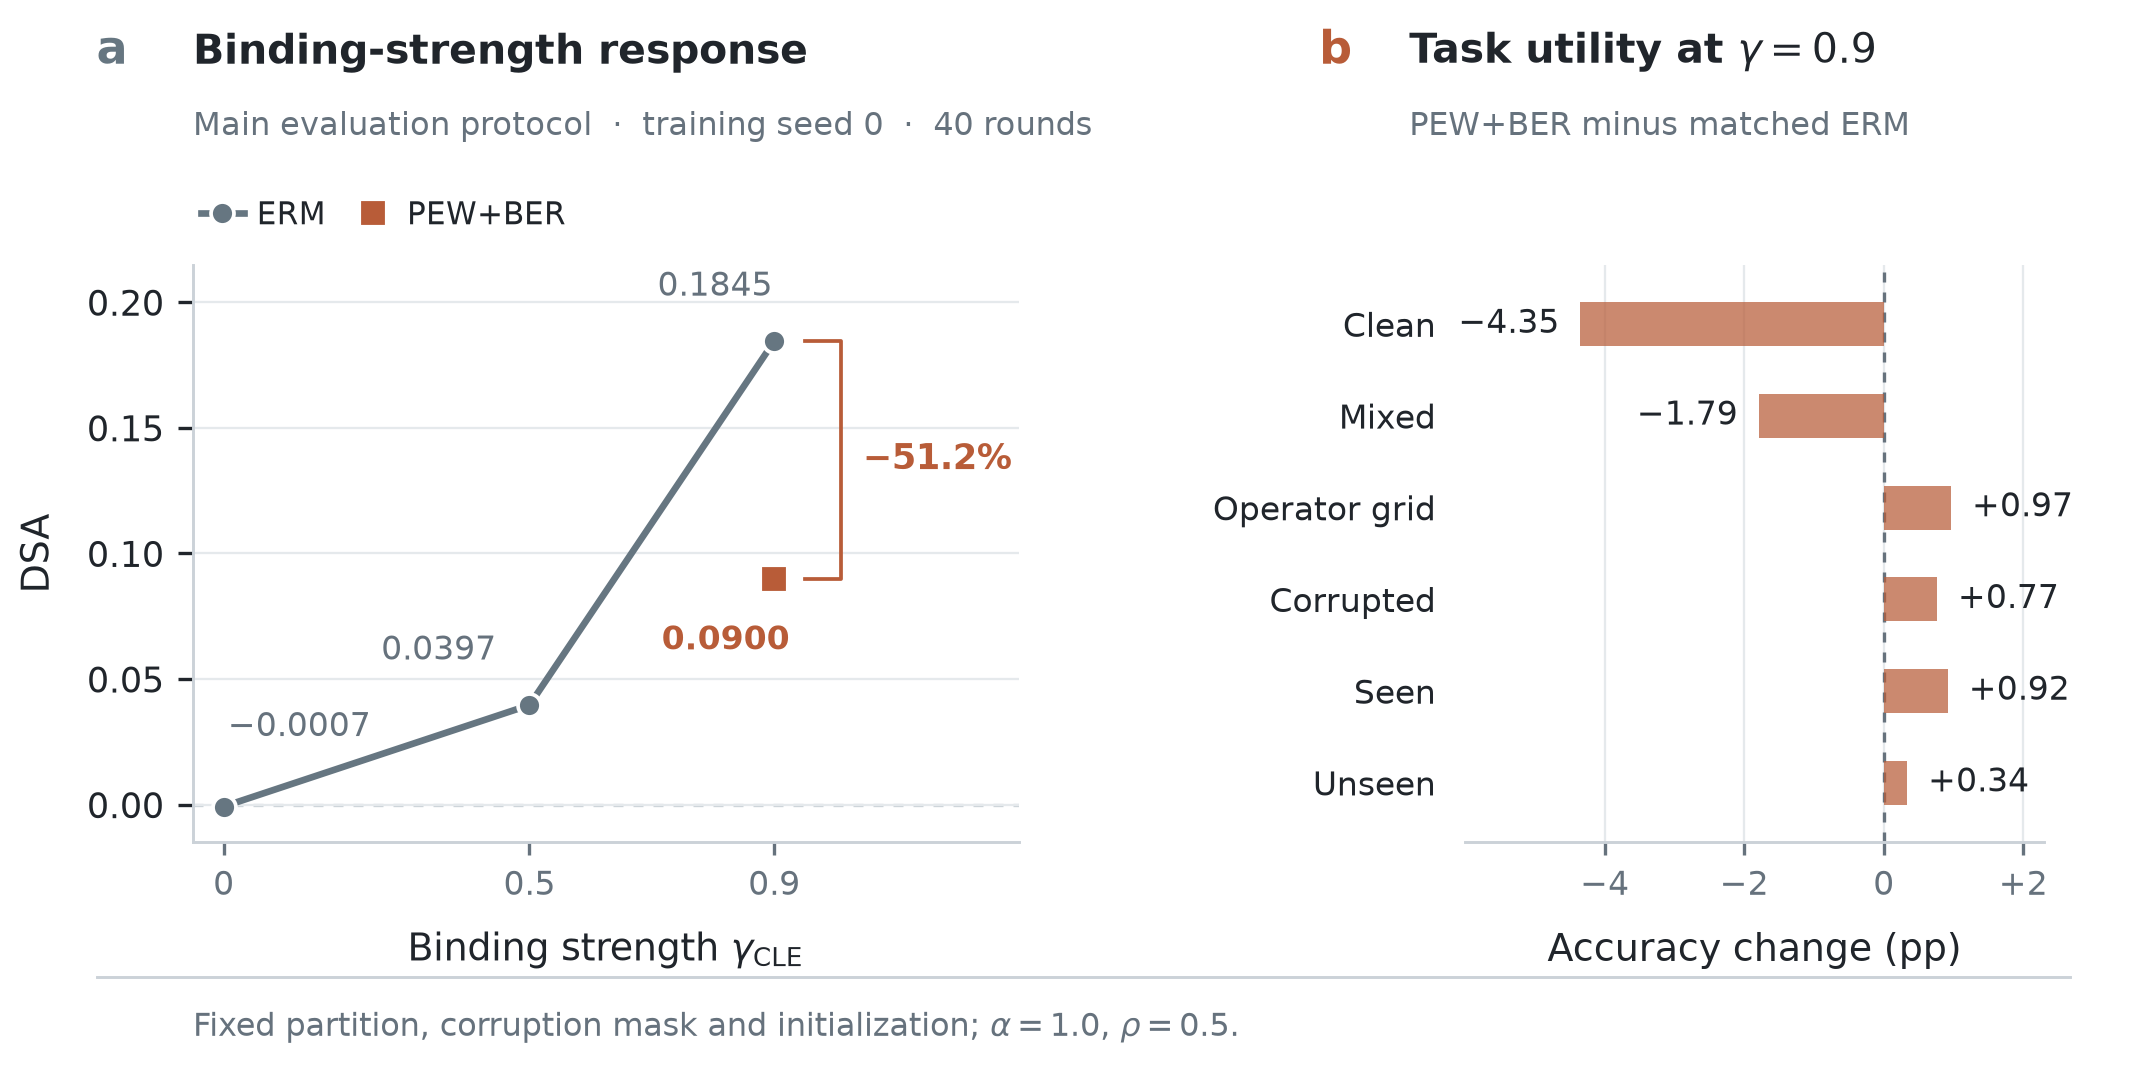 a Binding-strength response
Main evaluation protocol · training seed 0 · 40 rounds
ERM PEW+BER
DSA
0.20
0.15
0.10
0.05
0.00
0.1845
−51.2%
0.0900
0.0397
−0.0007
0 0.5 0.9
Binding strength γCLE
b Task utility at γ = 0.9
PEW+BER minus matched ERM
Clean −4.35
Mixed −1.79
Operator grid +0.97
Corrupted +0.77
Seen +0.92
Unseen +0.34
−4 −2 0 +2
Accuracy change (pp)
Fixed partition, corruption mask and initialization; α = 1.0, ρ = 0.5.